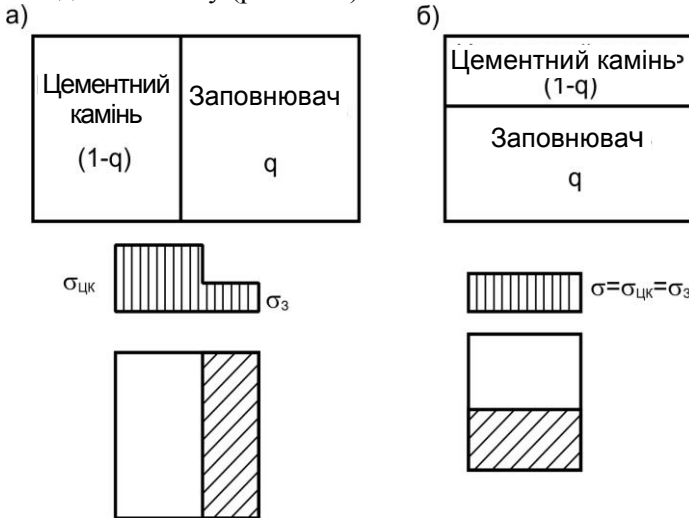 а)
Цементний
камінь
(1-q)
Заповнювач
q
σцк
σз
б)
Цементний камінь
(1-q)
Заповнювач
q
σ=σцк=σз